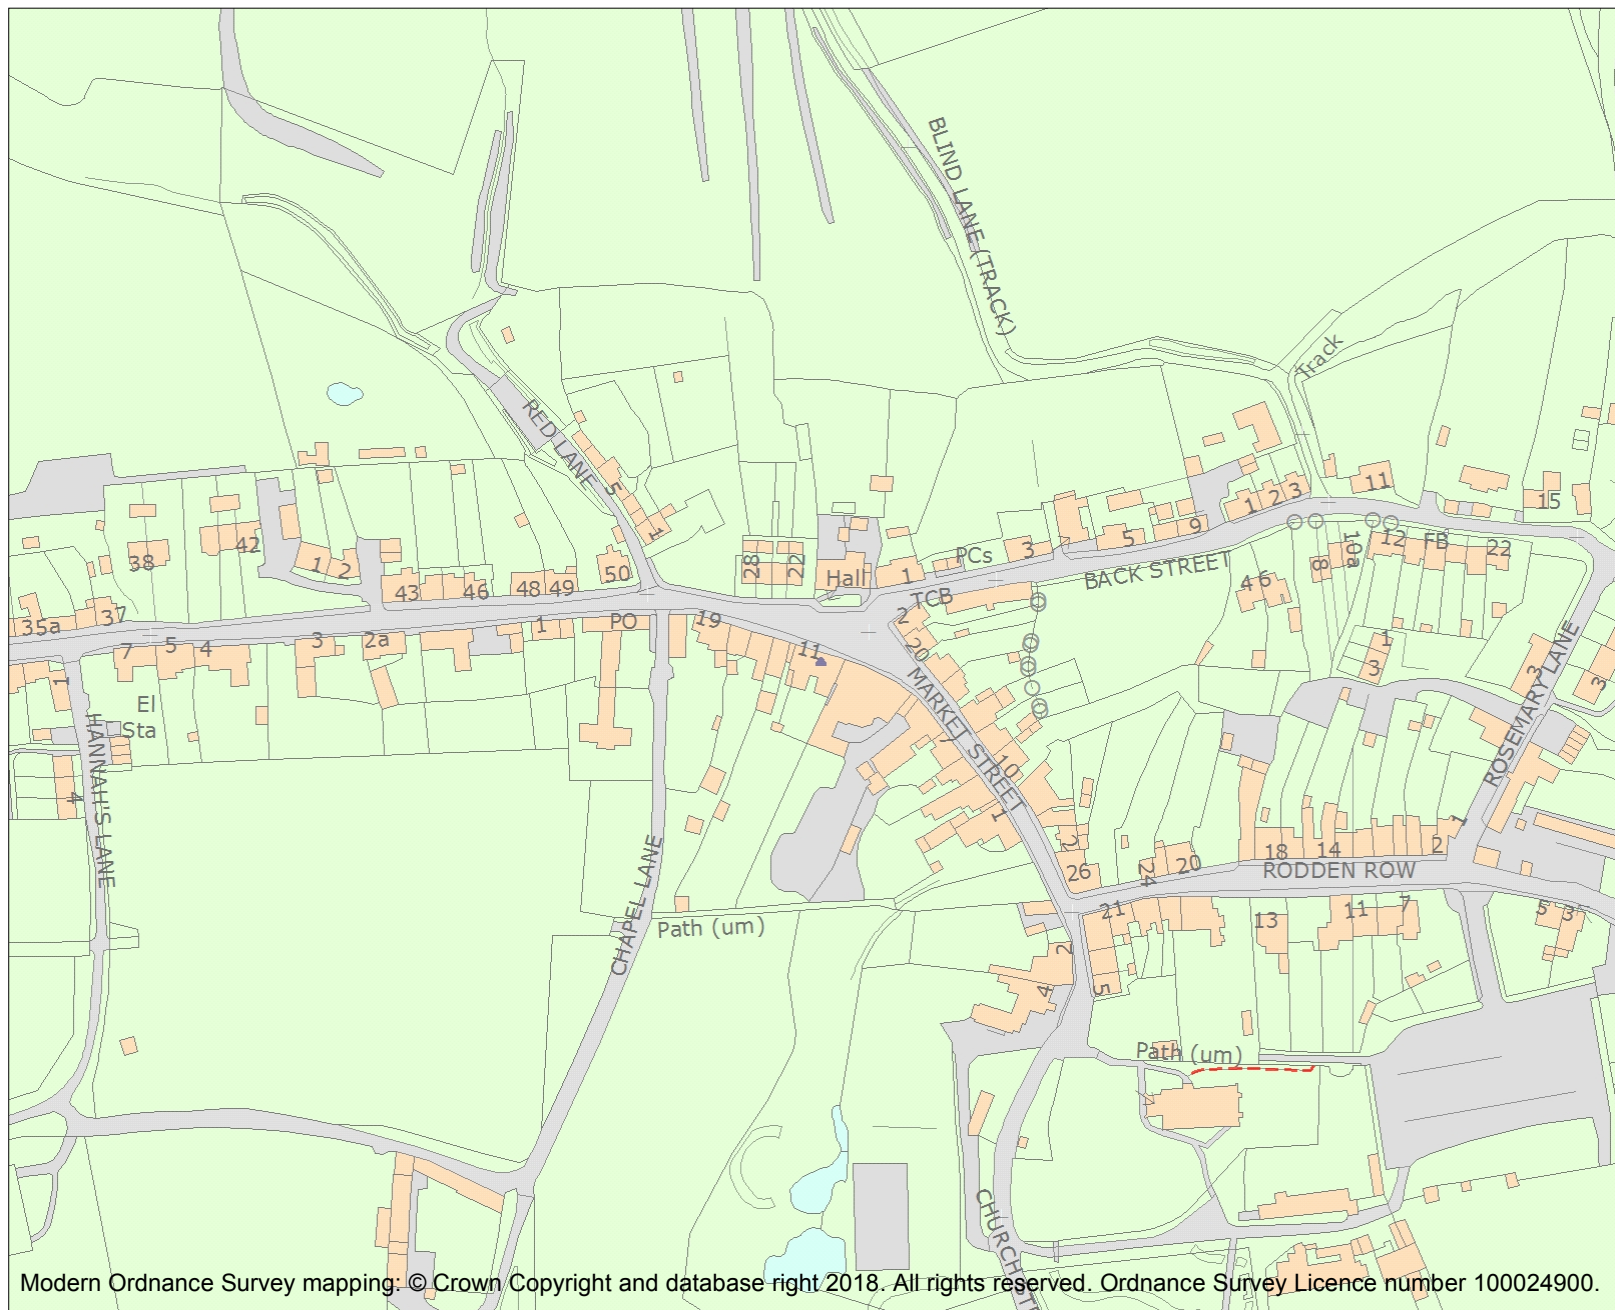 BLIND LANE (TRACK)
Track
RED LANE
5
1
11
15
1 2 3
9
5
3
PCs
1
Hall
28
22
BACK STREET
TCB
2
20
8
10a
12
FB
22
4 6
1
3
ROSEMARY LANE
3
3
38
42
1 2
43
46
48 49
50
35a
37
7
5
4
3
2a
1
PO
19
11
1
El
Sta
HANNAH'S LANE
4
MARKET STREET
10
1
2
26
24
20
18
14
2
1
RODDEN ROW
21
13
11
7
5
3
CHAPEL LANE
Path (um)
2
4
5
Path (um)
CHURCH ST
Modern Ordnance Survey mapping: © Crown Copyright and database right 2018. All rights reserved. Ordnance Survey Licence number 100024900.